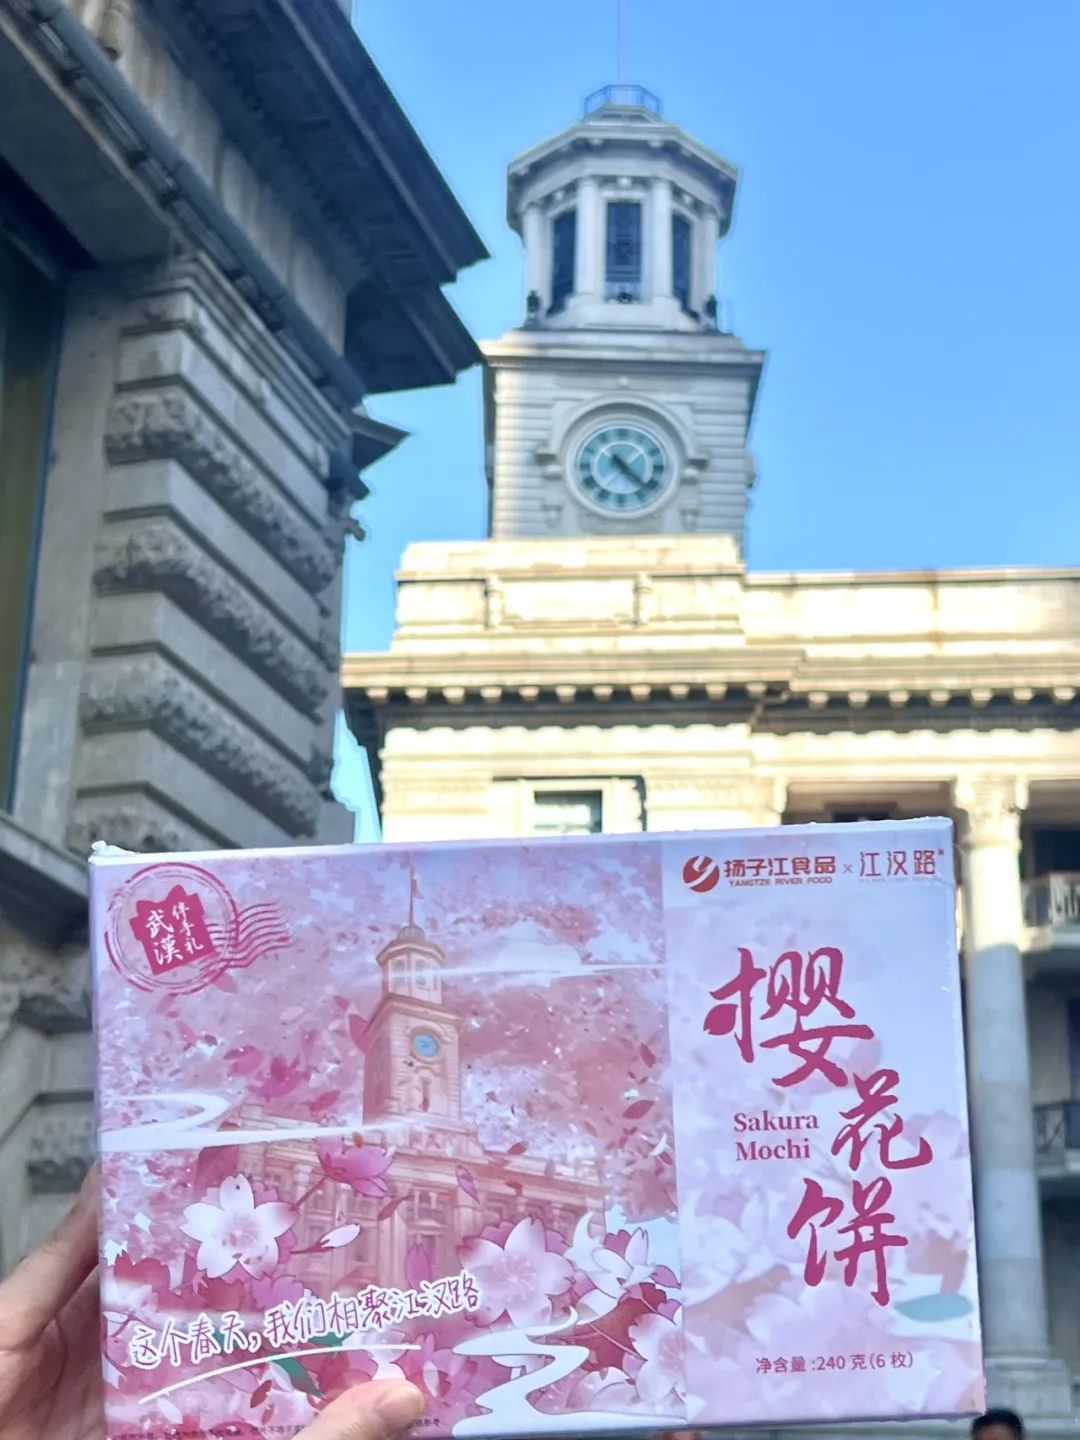 武漢
伴手礼
扬子江食品 × 江汉路
YANGTZE RIVER FOOD
樱花饼
Sakura
Mochi
这个春天,我们相聚江汉路
净含量:240克(6枚)